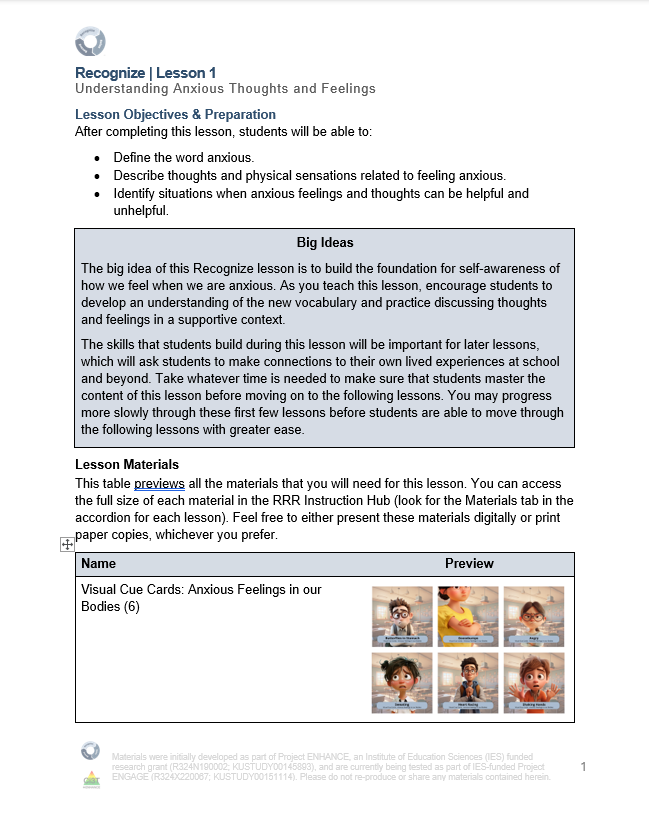 Recognize | Lesson 1
Understanding Anxious Thoughts and Feelings
Lesson Objectives & Preparation
After completing this lesson, students will be able to:
• Define the word anxious.
• Describe thoughts and physical sensations related to feeling anxious.
• Identify situations when anxious feelings and thoughts can be helpful and
unhelpful.
Big Ideas
The big idea of this Recognize lesson is to build the foundation for self-awareness of
how we feel when we are anxious. As you teach this lesson, encourage students to
develop an understanding of the new vocabulary and practice discussing thoughts
and feelings in a supportive context.
The skills that students build during this lesson will be important for later lessons,
which will ask students to make connections to their own lived experiences at school
and beyond. Take whatever time is needed to make sure that students master the
content of this lesson before moving on to the following lessons. You may progress
more slowly through these first few lessons before students are able to move through
the following lessons with greater ease.
Lesson Materials
This table previews all the materials that you will need for this lesson. You can access
the full size of each material in the RRR Instruction Hub (look for the Materials tab in the
accordion for each lesson). Feel free to either present these materials digitally or print
paper copies, whichever you prefer.
Name Preview
Visual Cue Cards: Anxious Feelings in our
Bodies (6)
Angry
Sweating Heart Racing Shaking Hands
Materials were initially developed as part of Project ENHANCE, an Institute of Education Sciences (IES) funded
research grant (R324N190002; KUSTUDY00145893), and are currently being tested as part of IES-funded Project
ENGAGE (R324X220067; KUSTUDY00151114). Please do not re-produce or share any materials contained herein.
1